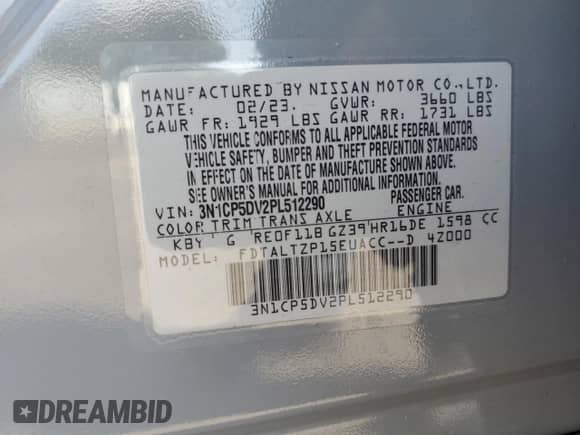 MANUFACTURED BY NISSAN MOTOR CO.,LTD.
DATE: 02/23. GVWR: 3660 LBS
GAWR FR: 1929 LBS GAWR RR: 1731 LBS
THIS VEHICLE CONFORMS TO ALL APPLICABLE FEDERAL MOTOR
VEHICLE SAFETY, BUMPER AND THEFT PREVENTION STANDARDS
IN EFFECT ON THE DATE OF MANUFACTURE SHOWN ABOVE.
SEE OWNER'S MANUAL FOR ADDITIONAL INFORMATION
VIN: 3N1CP5DV2PL512290 PASSENGER CAR.
COLOR TRIM TRANS AXLE ENGINE
KBY G RE0F11B GZ39 HR16DE 1598 CC
MODEL: FDTALTZP15EUACC--D 42000
3N1CP5DV2PL512290
DREAMBID